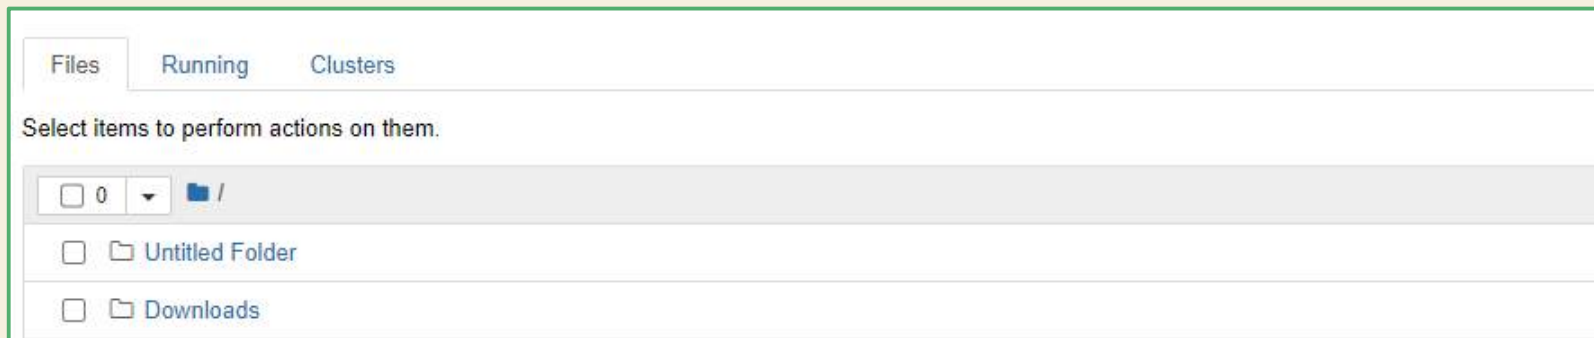 Files Running Clusters
Select items to perform actions on them.
0 /
Untitled Folder
Downloads